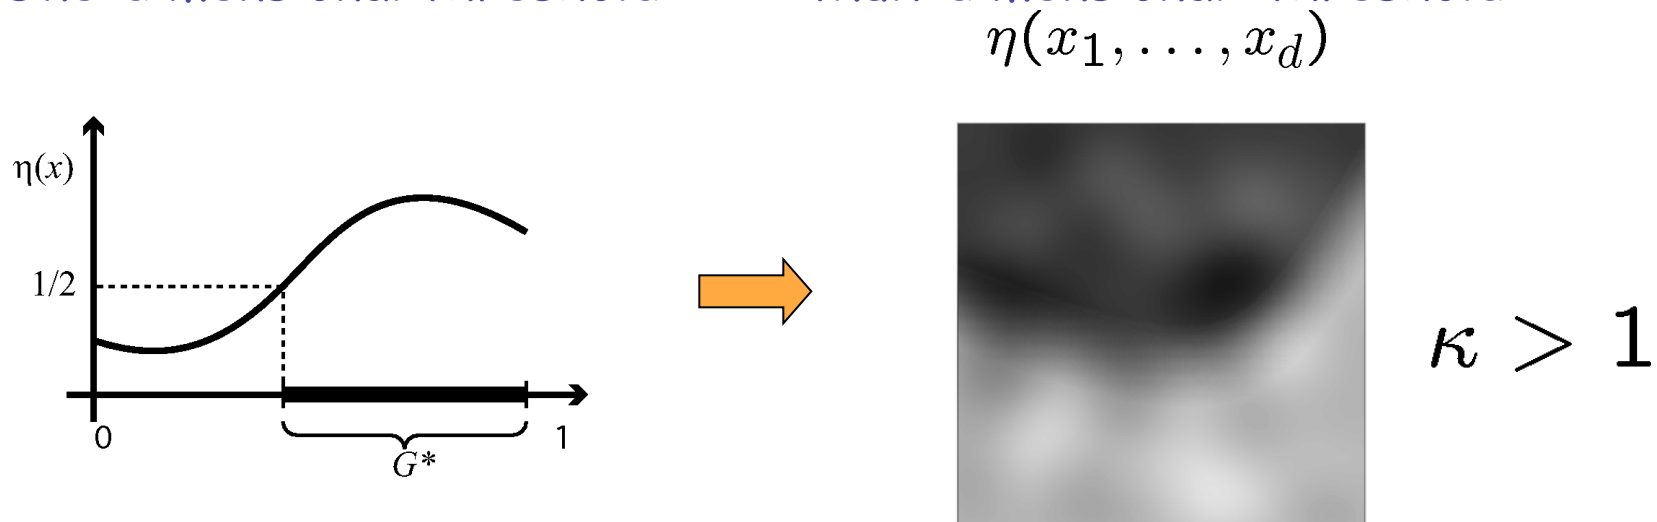 η(x₁, . . . , x_d)
η(x)
1/2
0
1
G*
κ > 1